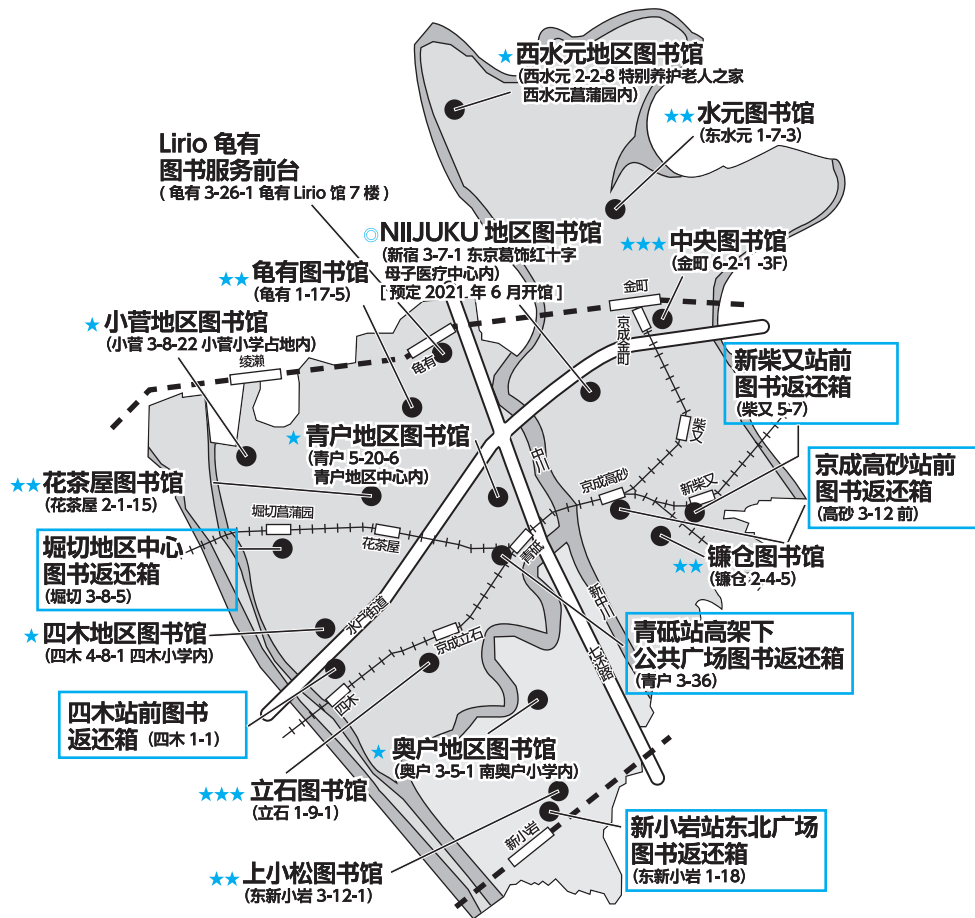 ★西水元地区图书馆
(西水元 2-2-8 特别养护老人之家
西水元菖蒲园内)
★★水元图书馆
(东水元 1-7-3)
Lirio 龟有
图书服务前台
( 龟有 3-26-1 龟有 Lirio 馆 7 楼 )
◎NIIJUKU 地区图书馆
(新宿 3-7-1 东京葛饰红十字
母子医疗中心内)
[ 预定 2021 年 6 月开馆 ]
★★★中央图书馆
(金町 6-2-1 -3F)
★★龟有图书馆
(龟有 1-17-5)
★小菅地区图书馆
(小菅 3-8-22 小菅小学占地内)
金町
京成金町
绫濑
龟有
新柴又站前
图书返还箱
(柴又 5-7)
★青户地区图书馆
(青户 5-20-6
青户地区中心内)
柴又
中川
京成高砂
新柴又
京成高砂站前
图书返还箱
(高砂 3-12 前)
★★花茶屋图书馆
(花茶屋 2-1-15)
堀切菖蒲园
花茶屋
青砥
堀切地区中心
图书返还箱
(堀切 3-8-5)
★★镰仓图书馆
(镰仓 2-4-5)
新中川
水户街道
京成立石
七环路
★四木地区图书馆
(四木 4-8-1 四木小学内)
青砥站高架下
公共广场图书返还箱
(青户 3-36)
四木
四木站前图书
返还箱 (四木 1-1)
★奥户地区图书馆
(奥户 3-5-1 南奥户小学内)
★★★立石图书馆
(立石 1-9-1)
新小岩
新小岩站东北广场
图书返还箱
(东新小岩 1-18)
★★上小松图书馆
(东新小岩 3-12-1)